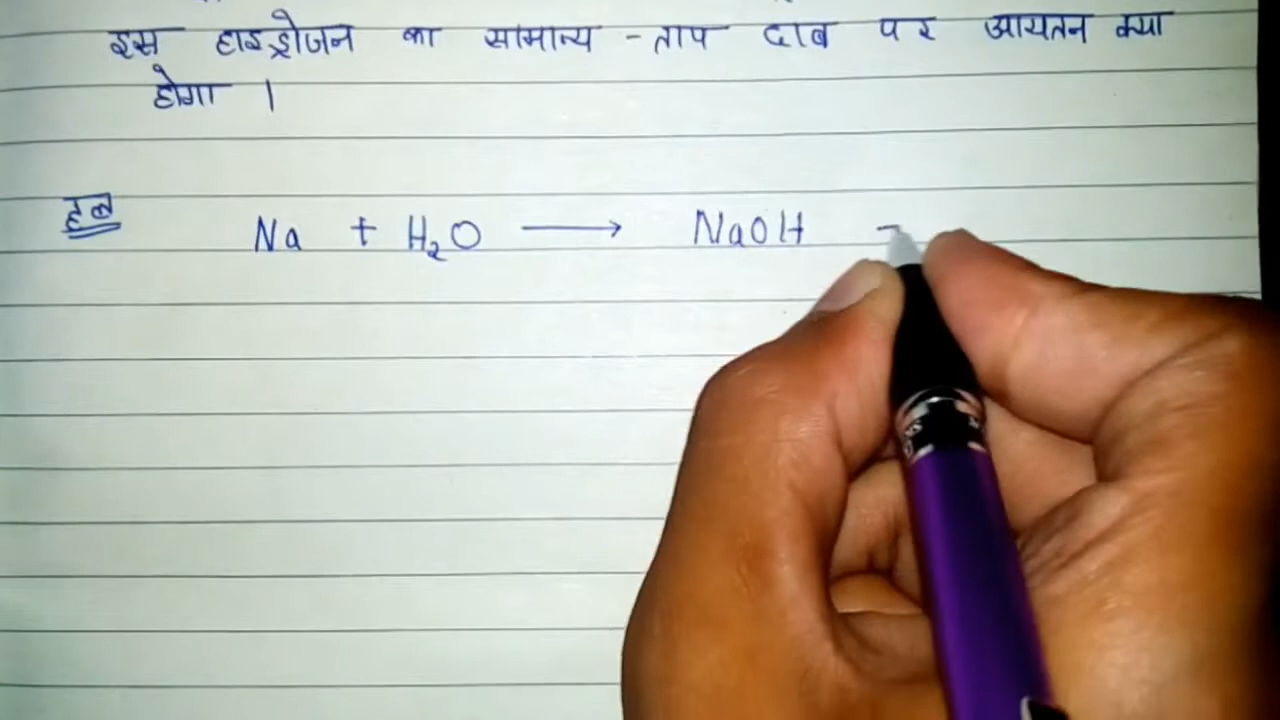 इस हाइड्रोजन का सामान्य - ताप दाब पर आयतन क्या
होगा ।
हल Na + H₂O ⟶ NaOH